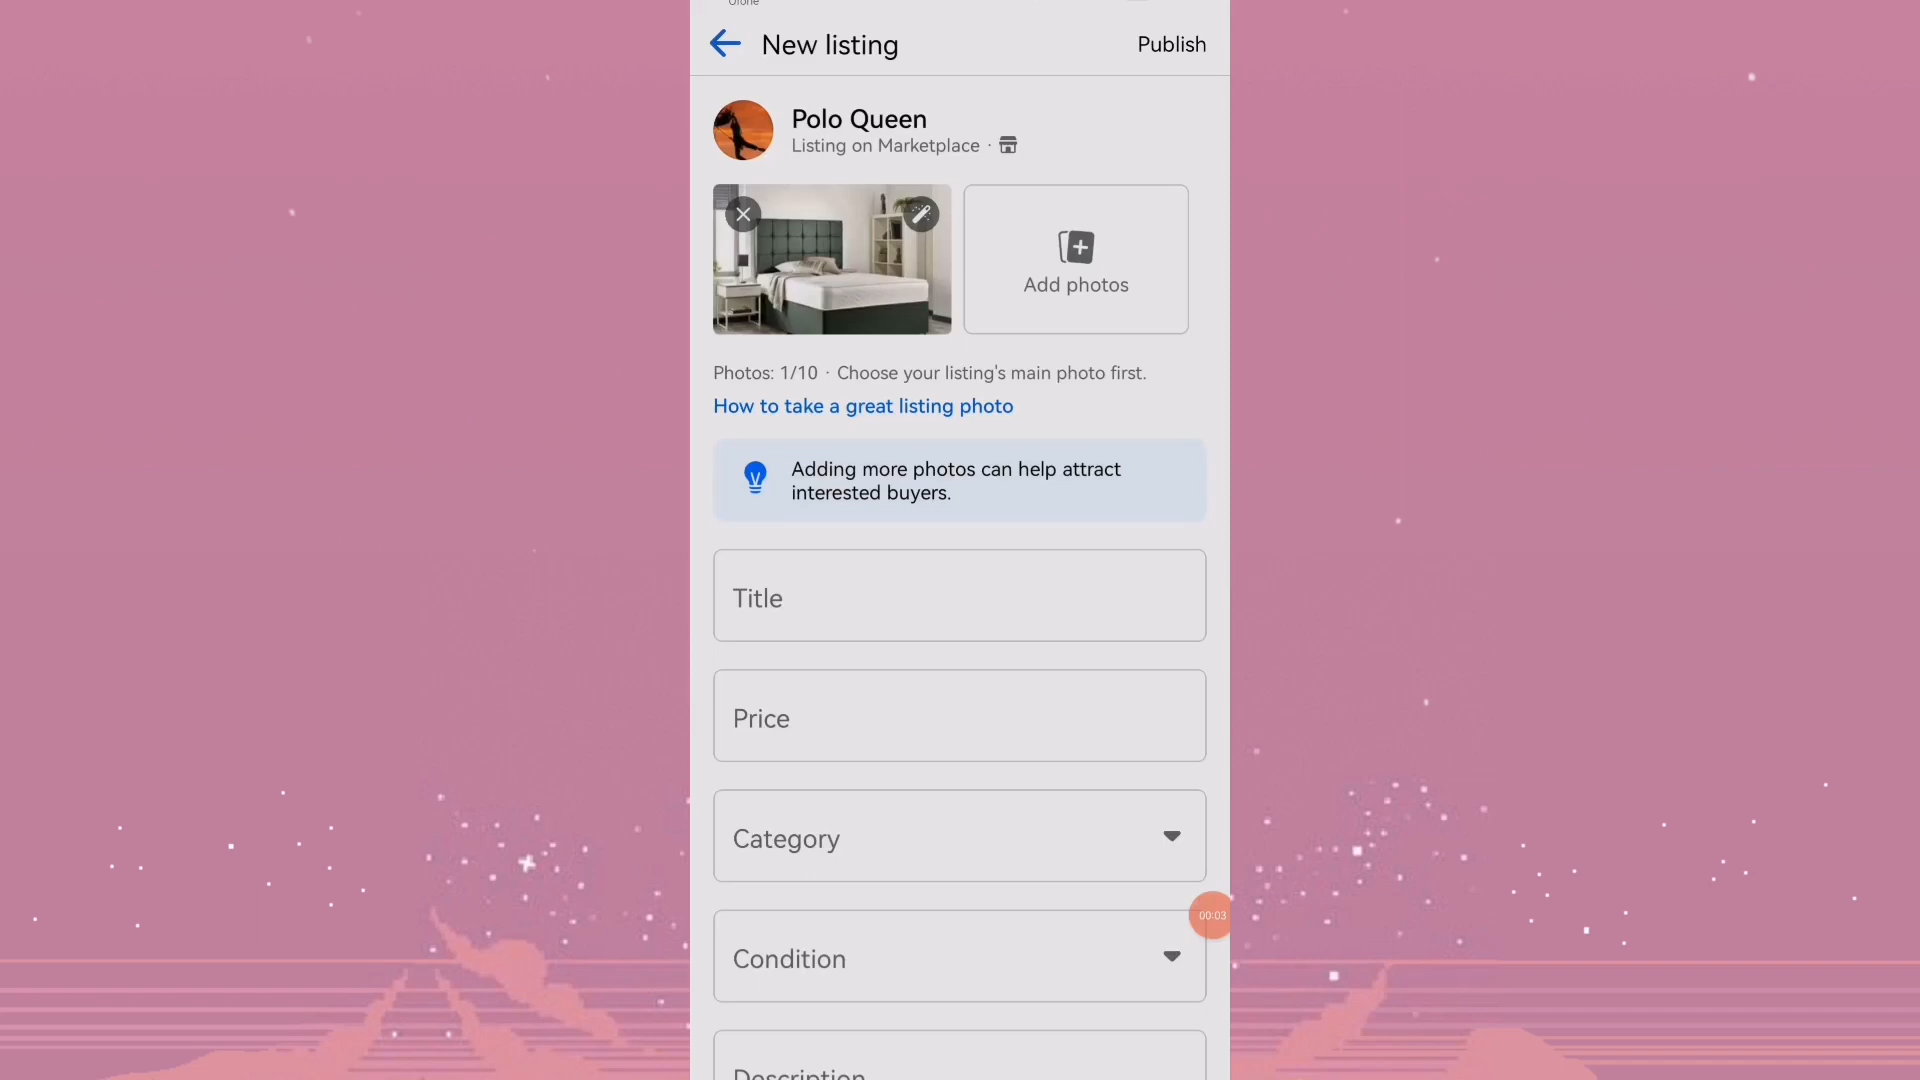 New listing
Publish
Polo Queen
Listing on Marketplace ·
Add photos
Photos: 1/10 · Choose your listing's main photo first.
How to take a great listing photo
Adding more photos can help attract
interested buyers.
Title
Price
Category
00:03
Condition
Description